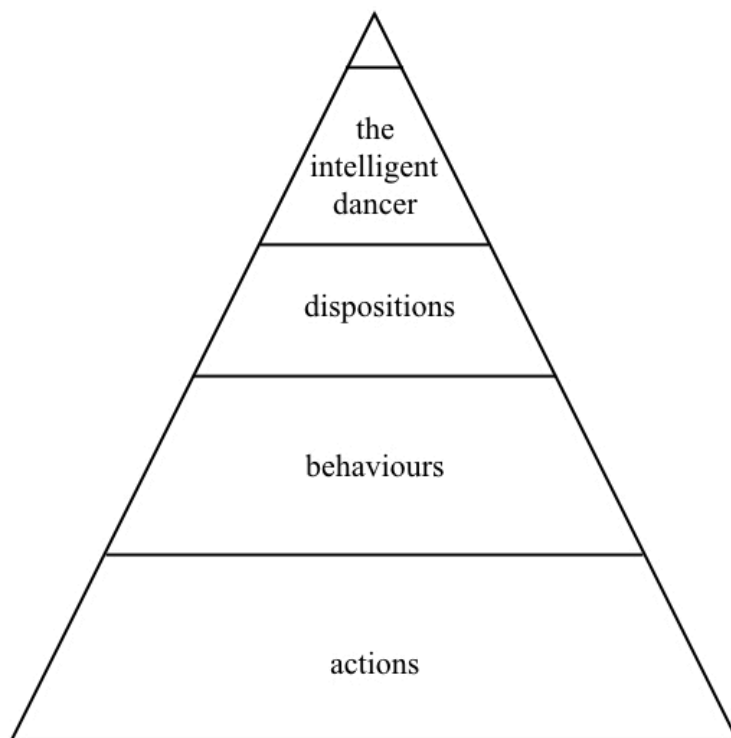 the
intelligent
dancer
dispositions
behaviours
actions